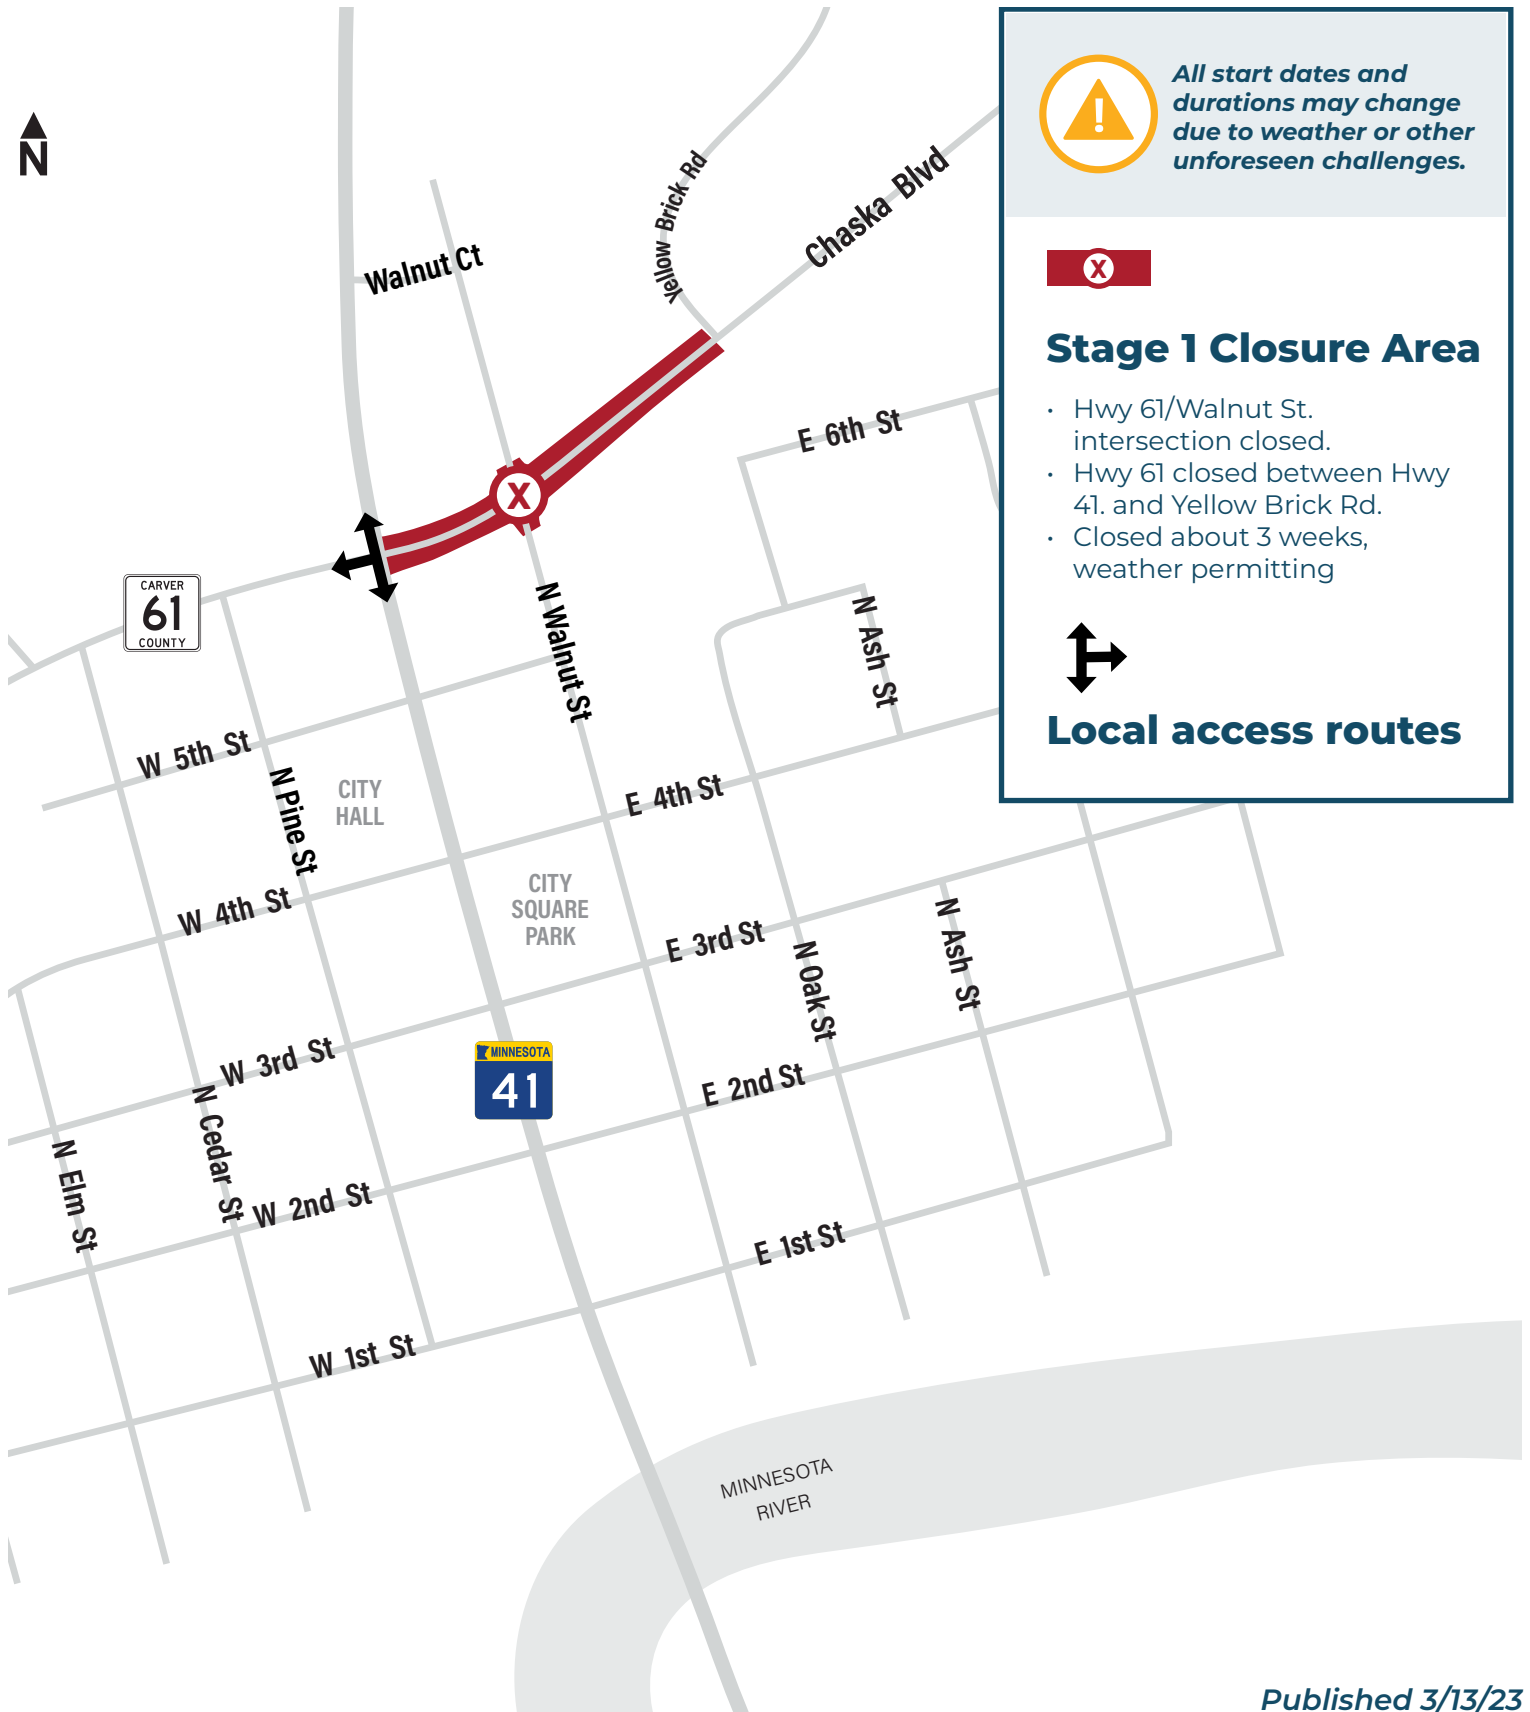 All start dates and
durations may change
due to weather or other
unforeseen challenges.
X
Stage 1 Closure Area
• Hwy 61/Walnut St.
intersection closed.
• Hwy 61 closed between Hwy
41. and Yellow Brick Rd.
• Closed about 3 weeks,
weather permitting
Local access routes
N
Walnut Ct
Yellow Brick Rd
Chaska Blvd
E 6th St
X
CARVER
61
COUNTY
N Walnut St
N Ash St
W 5th St
N Pine St
CITY
HALL
E 4th St
W 4th St
CITY
SQUARE
PARK
E 3rd St
N Oak St
N Ash St
W 3rd St
MINNESOTA
41
E 2nd St
N Cedar St
N Elm St
W 2nd St
E 1st St
W 1st St
MINNESOTA
RIVER
Published 3/13/23